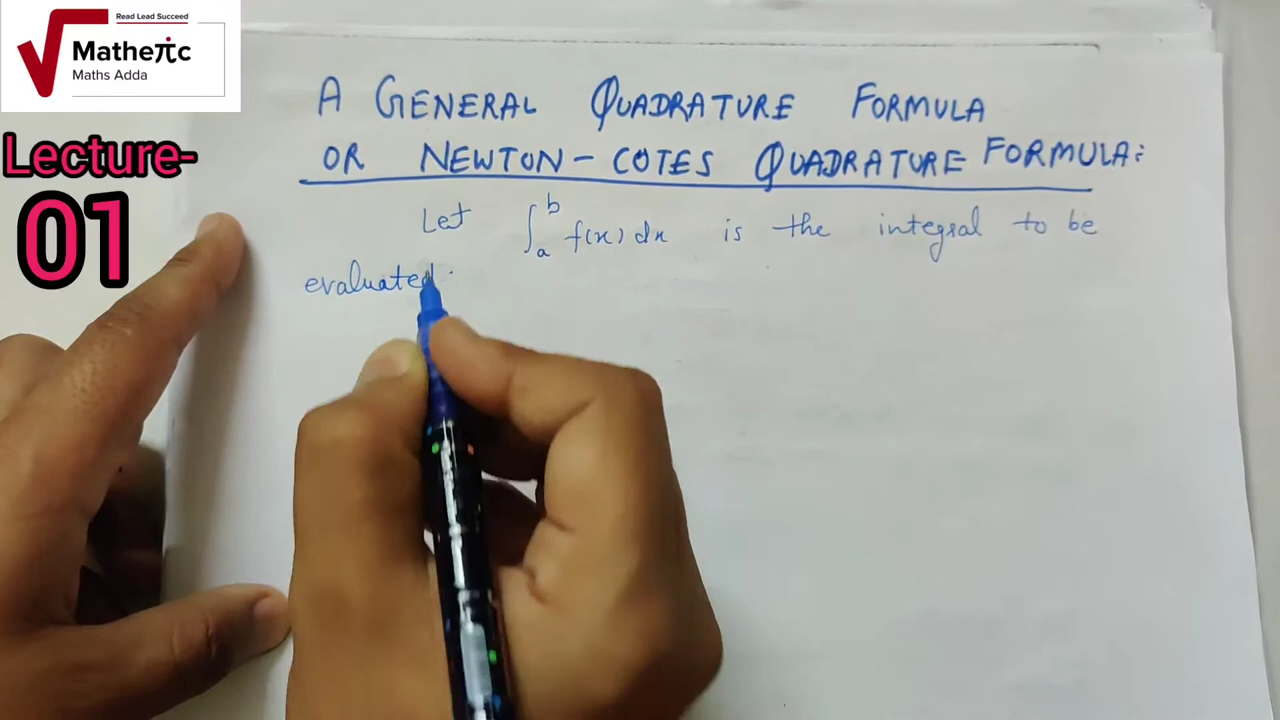 Read Lead Succeed
Matheπc
Maths Adda
Lecture-
01
A GENERAL QUADRATURE FORMULA
OR NEWTON-COTES QUADRATURE FORMULA:
Let ∫_a^b f(x) dx is the integral to be
evaluated.